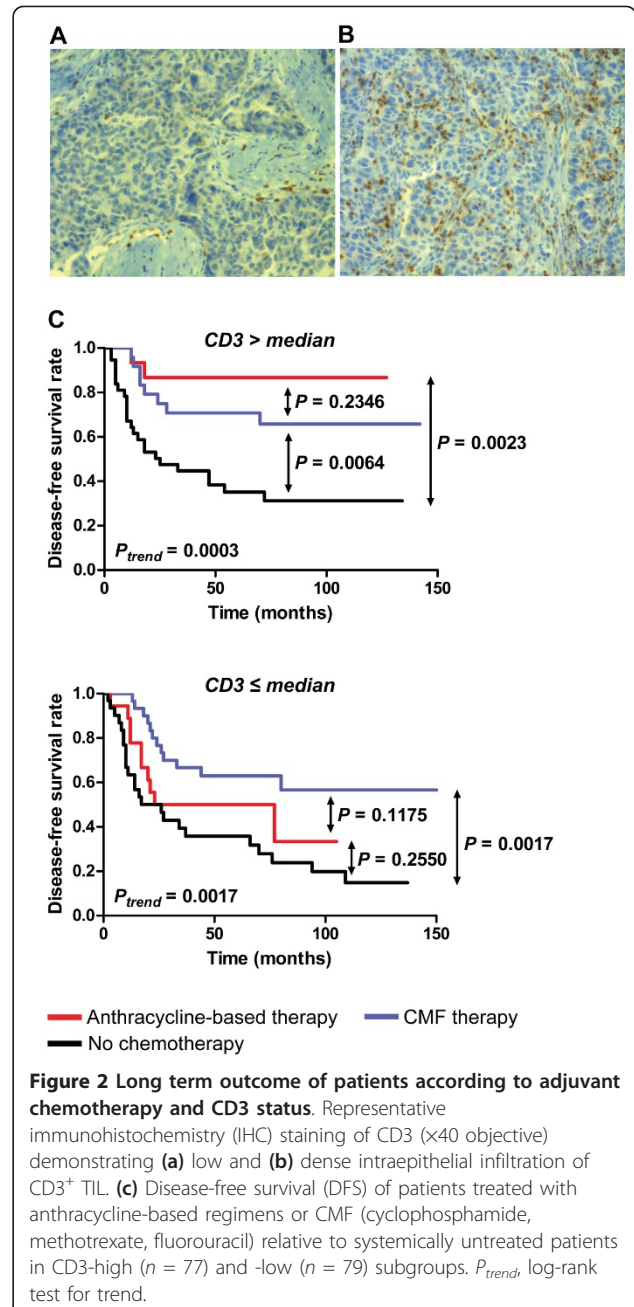 A
B
C
CD3 > median
1.0
0.8
0.6
0.4
0.2
0.0
0
50
100
150
Disease-free survival rate
Time (months)
P = 0.2346
P = 0.0064
P = 0.0023
Ptrend = 0.0003
CD3 ≤ median
1.0
0.8
0.6
0.4
0.2
0.0
0
50
100
150
Disease-free survival rate
Time (months)
P = 0.1175
P = 0.2550
P = 0.0017
Ptrend = 0.0017
Anthracycline-based therapy
CMF therapy
No chemotherapy
Figure 2 Long term outcome of patients according to adjuvant
chemotherapy and CD3 status. Representative
immunohistochemistry (IHC) staining of CD3 (×40 objective)
demonstrating (a) low and (b) dense intraepithelial infiltration of
CD3+ TIL. (c) Disease-free survival (DFS) of patients treated with
anthracycline-based regimens or CMF (cyclophosphamide,
methotrexate, fluorouracil) relative to systemically untreated patients
in CD3-high (n = 77) and -low (n = 79) subgroups. Ptrend, log-rank
test for trend.